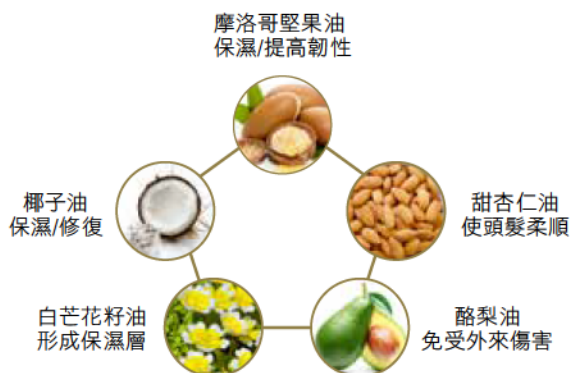 摩洛哥堅果油
保濕/提高韌性
椰子油
保濕/修復
甜杏仁油
使頭髮柔順
白芒花籽油
形成保濕層
酪梨油
免受外來傷害